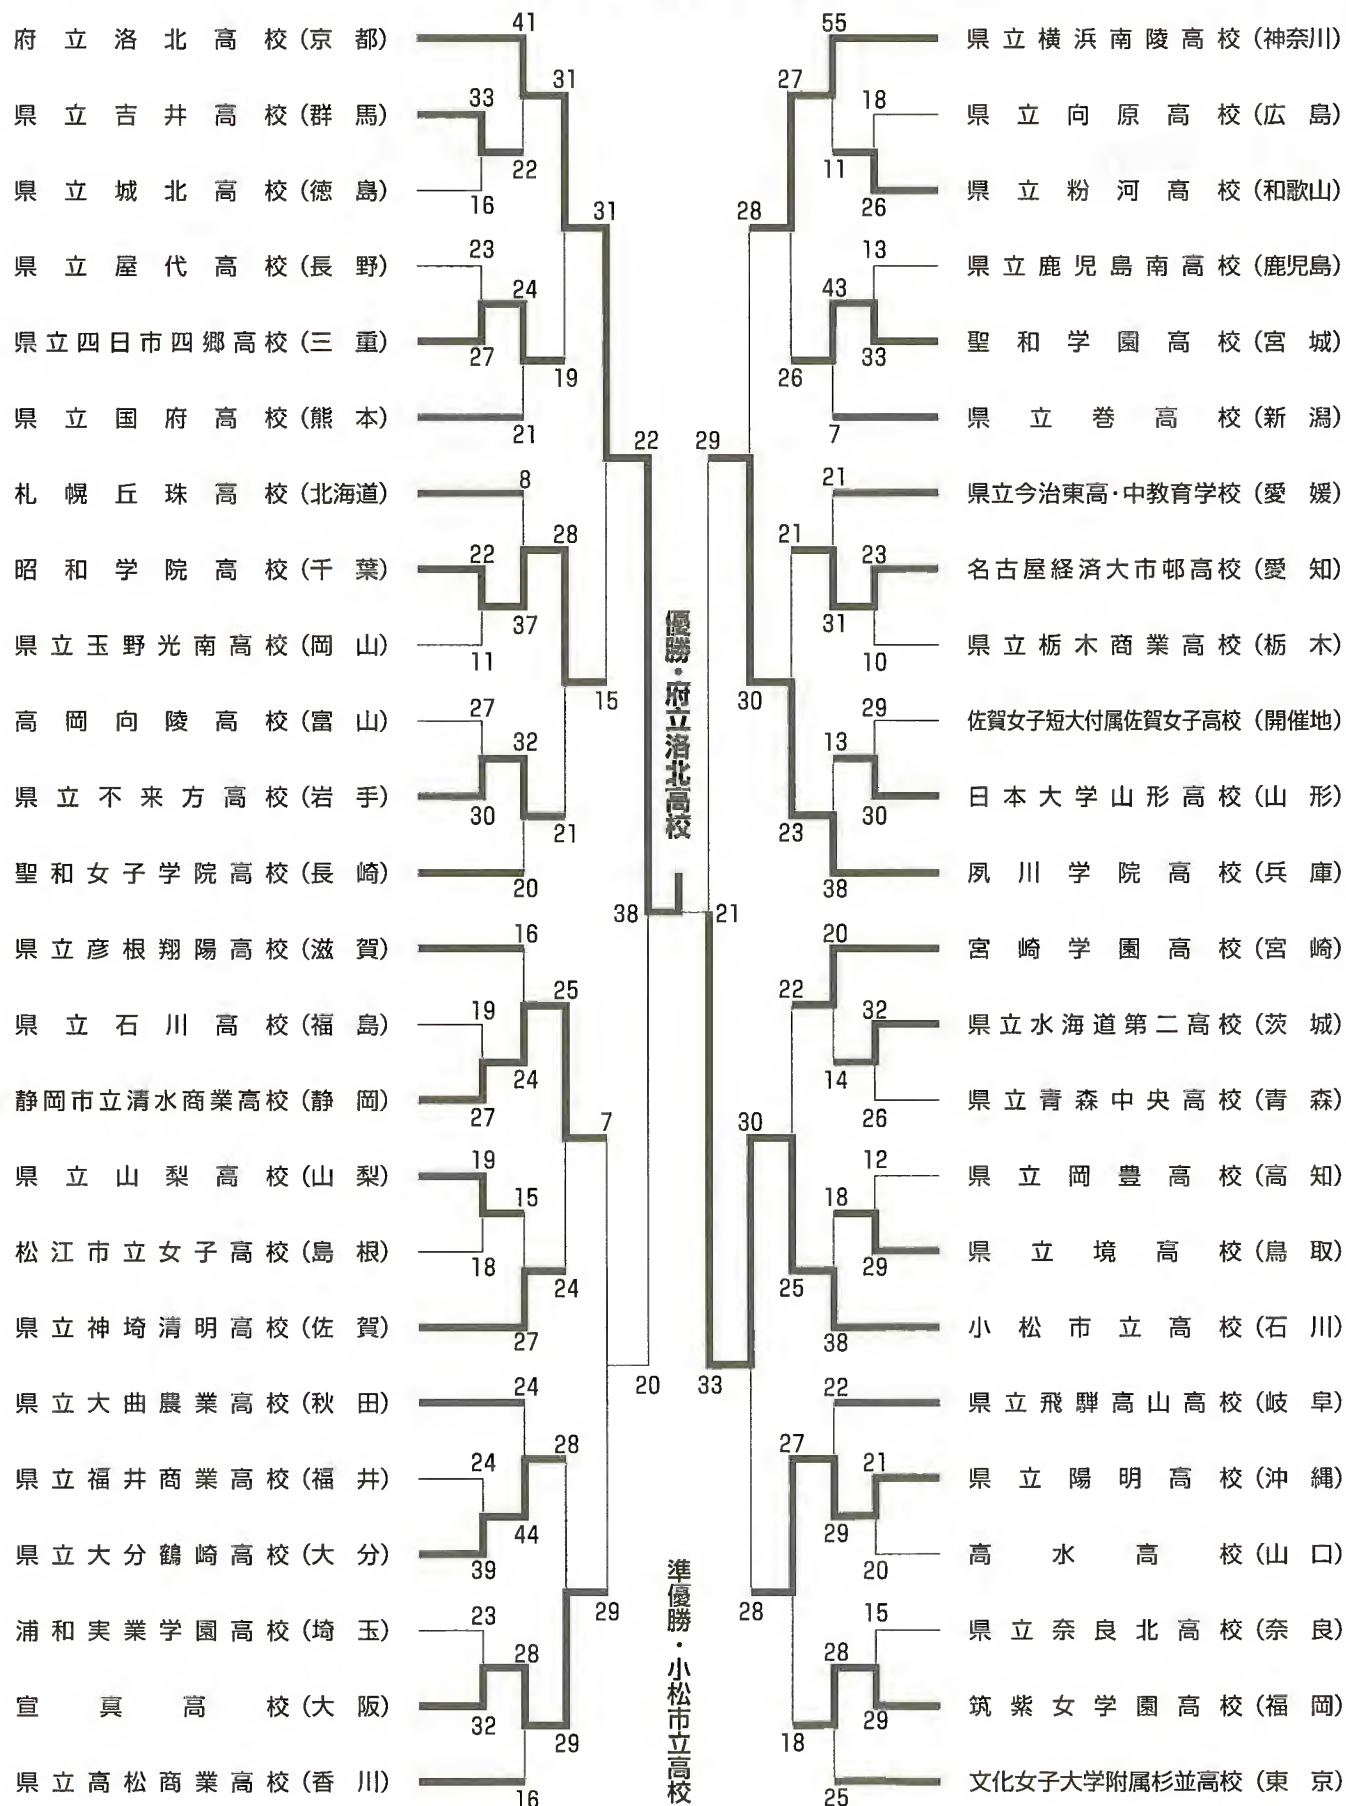 府立洛北高校(京都)
41
31
県立吉井高校(群馬)
33
22
県立城北高校(徳島)
16
31
県立屋代高校(長野)
23
24
県立四日市四郷高校(三重)
27
19
県立国府高校(熊本)
21
22
札幌丘珠高校(北海道)
8
28
昭和学院高校(千葉)
22
37
県立玉野光南高校(岡山)
11
15
高岡向陵高校(富山)
27
32
県立不来方高校(岩手)
30
21
聖和女子学院高校(長崎)
20
38
県立彦根翔陽高校(滋賀)
16
25
県立石川高校(福島)
19
24
静岡市立清水商業高校(静岡)
27
7
県立山梨高校(山梨)
19
15
松江市立女子高校(島根)
18
24
県立神埼清明高校(佐賀)
27
20
県立大曲農業高校(秋田)
24
28
県立福井商業高校(福井)
24
44
県立大分鶴崎高校(大分)
39
29
浦和実業学園高校(埼玉)
23
28
宣真高校(大阪)
32
29
県立高松商業高校(香川)
16
優勝・府立洛北高校
準優勝・小松市立高校
55
県立横浜南陵高校(神奈川)
27
18
県立向原高校(広島)
11
26
県立粉河高校(和歌山)
28
13
県立鹿児島南高校(鹿児島)
43
33
聖和学園高校(宮城)
26
7
県立巻高校(新潟)
29
21
県立今治東高・中教育学校(愛媛)
21
23
名古屋経済大市邨高校(愛知)
31
10
県立栃木商業高校(栃木)
30
29
佐賀女子短大付属佐賀女子高校(開催地)
13
30
日本大学山形高校(山形)
23
38
夙川学院高校(兵庫)
21
20
宮崎学園高校(宮崎)
22
32
県立水海道第二高校(茨城)
14
26
県立青森中央高校(青森)
30
12
県立岡豊高校(高知)
18
29
県立境高校(鳥取)
25
38
小松市立高校(石川)
33
22
県立飛騨高山高校(岐阜)
27
21
県立陽明高校(沖縄)
29
20
高水高校(山口)
28
15
県立奈良北高校(奈良)
28
29
筑紫女学園高校(福岡)
18
25
文化女子大学附属杉並高校(東京)